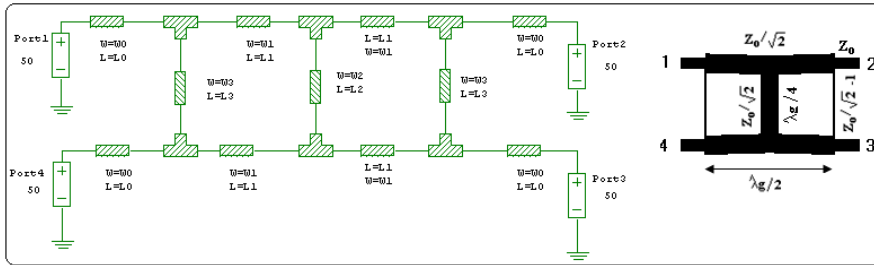 Port1
50
W=W0
L=L0
W=W1
L=L1
L=L1
W=W1
W=W0
L=L0
Port2
50
W=W3
L=L3
W=W2
L=L2
W=W3
L=L3
Port4
50
W=W0
L=L0
W=W1
L=L1
L=L1
W=W1
W=W0
L=L0
Port3
50
Z0/√2
Z0
1
2
Z0/√2
λg/4
Z0/√2 -1
4
3
λg/2